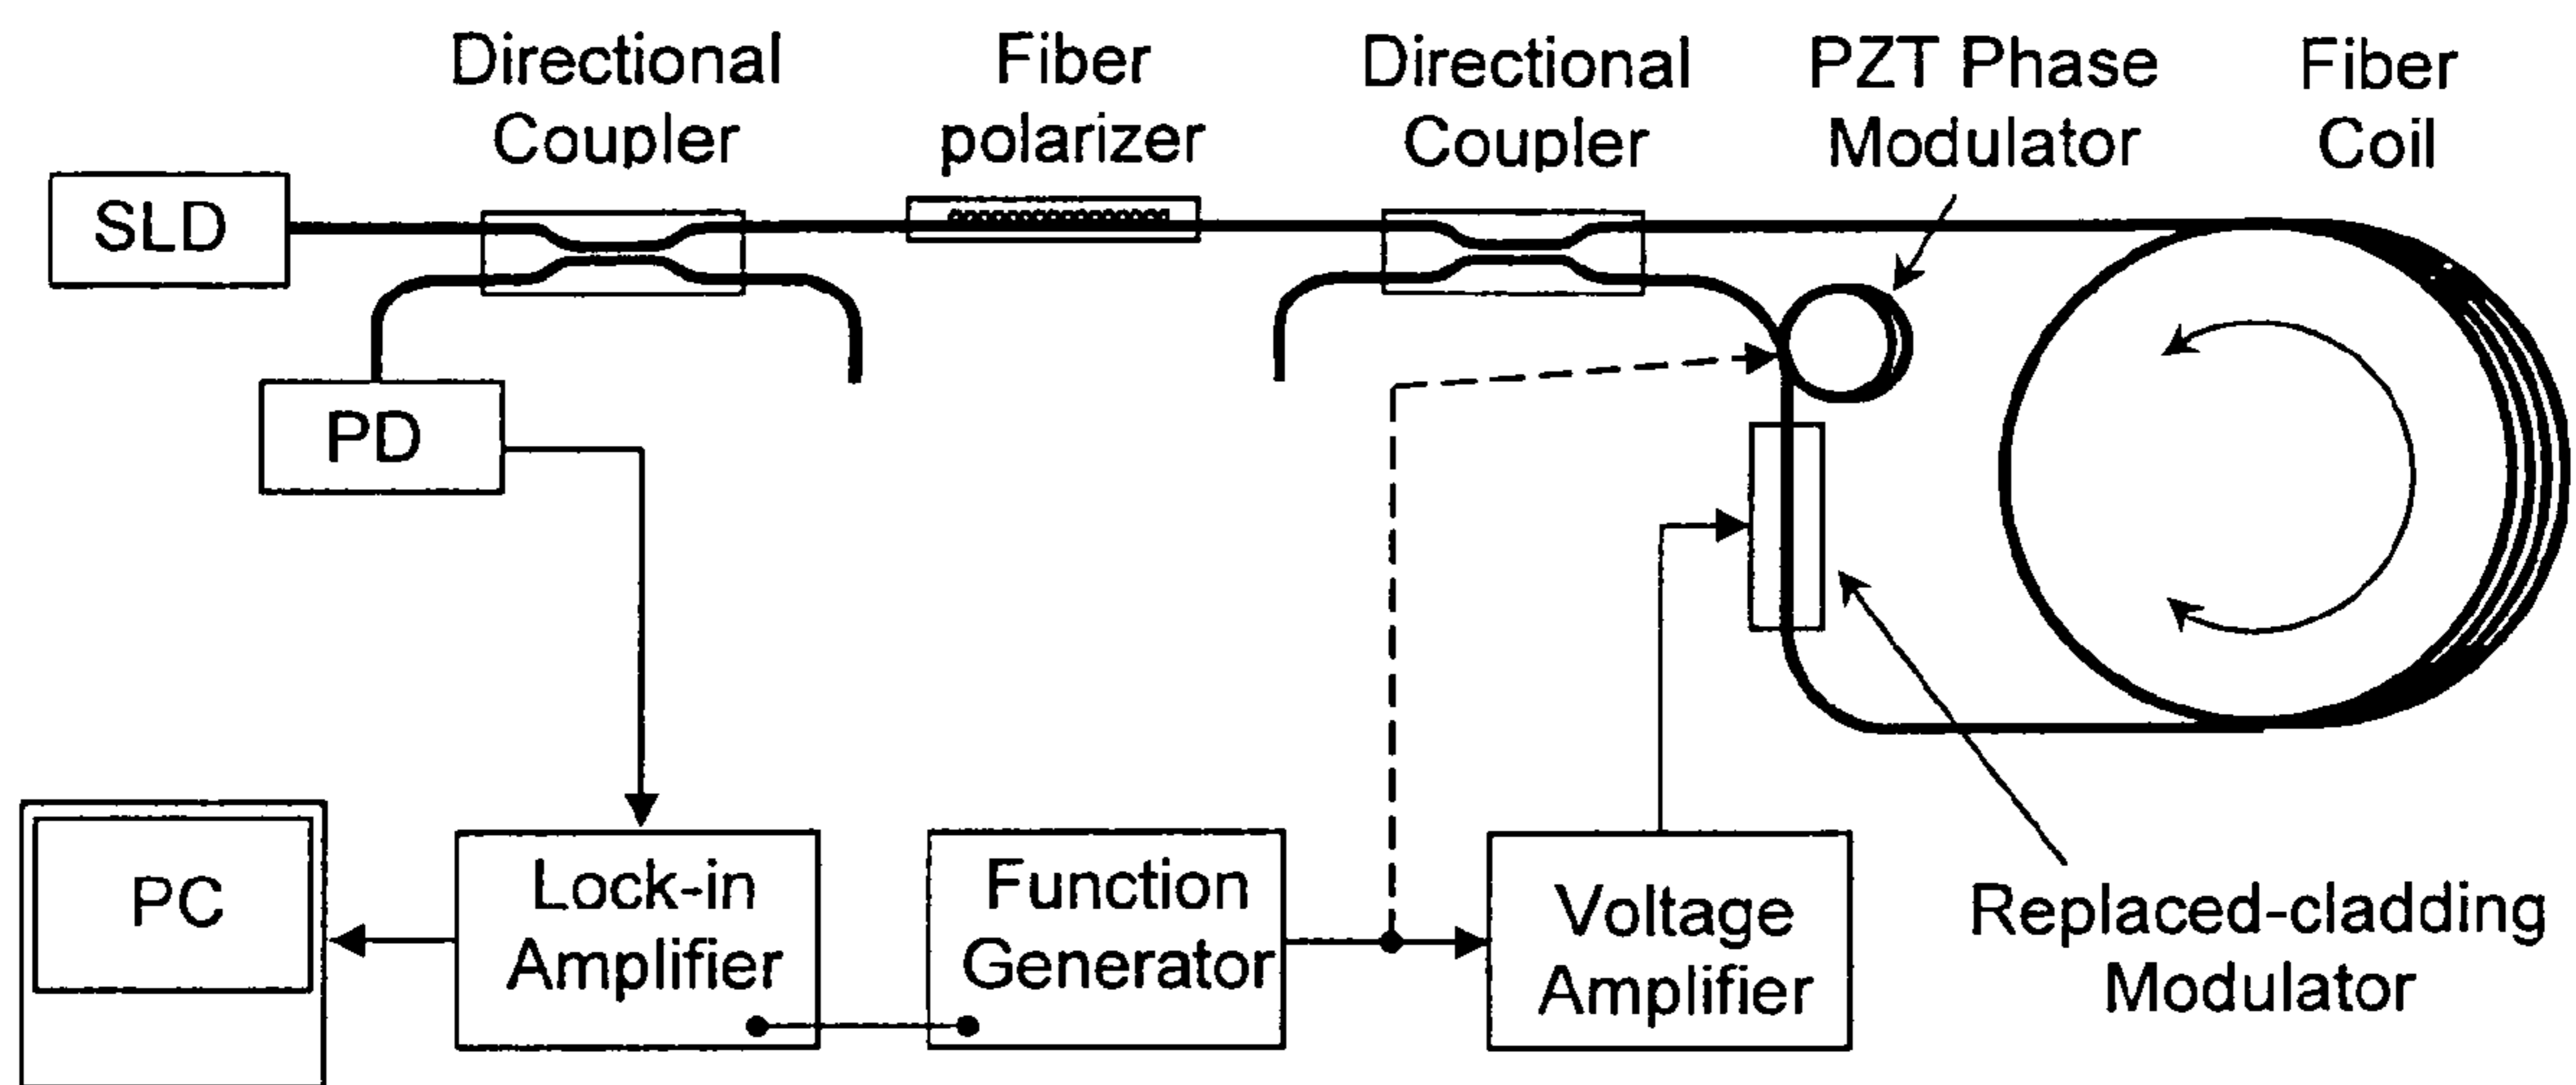 Directional
Coupler
Fiber
polarizer
Directional
Coupler
PZT Phase
Modulator
Fiber
Coil
SLD
PD
PC
Lock-in
Amplifier
Function
Generator
Voltage
Amplifier
Replaced-cladding
Modulator